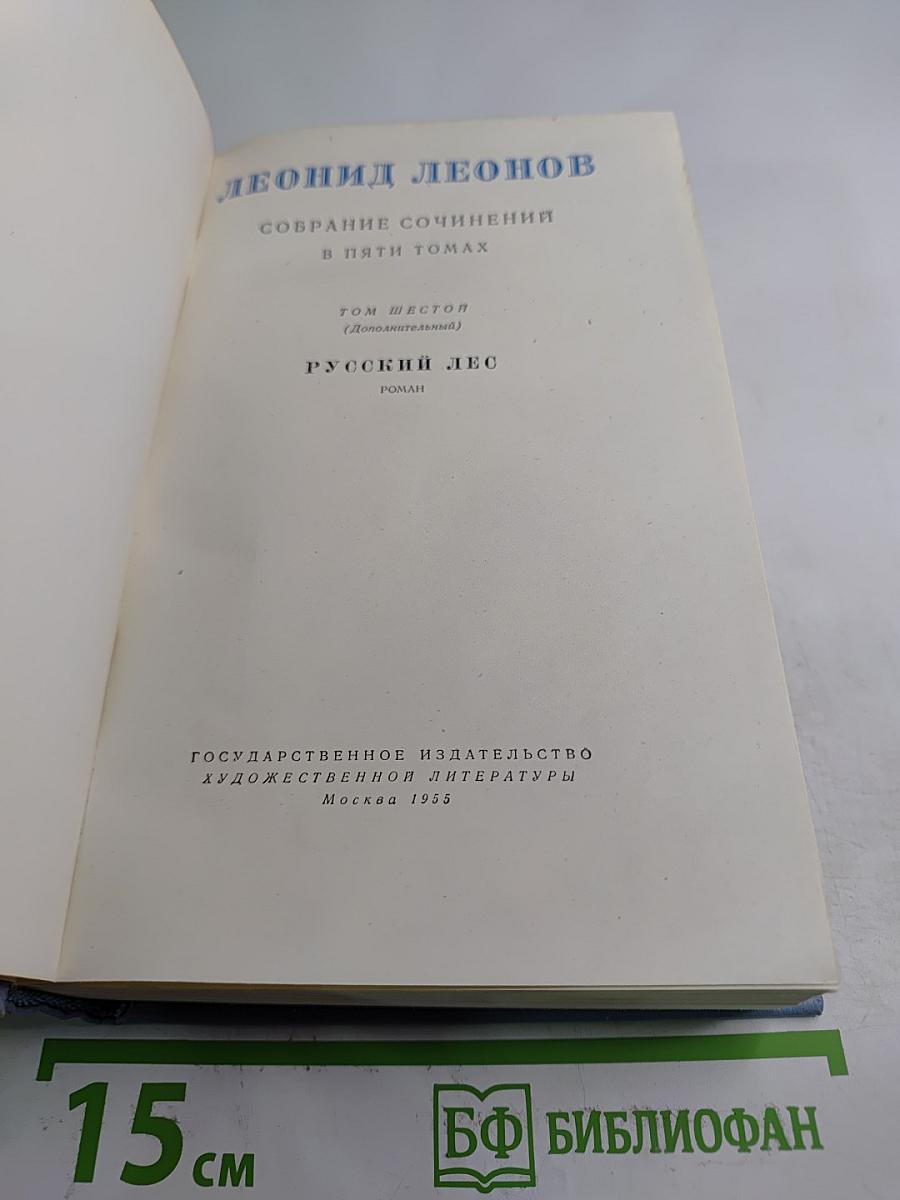 ЛЕОНИД ЛЕОНОВ
СОБРАНИЕ СОЧИНЕНИЙ
В ПЯТИ ТОМАХ
ТОМ ШЕСТОЙ
(Дополнительный)
РУССКИЙ ЛЕС
РОМАН
ГОСУДАРСТВЕННОЕ ИЗДАТЕЛЬСТВО
ХУДОЖЕСТВЕННОЙ ЛИТЕРАТУРЫ
Москва 1955
15 см
БФ БИБЛИОФАН